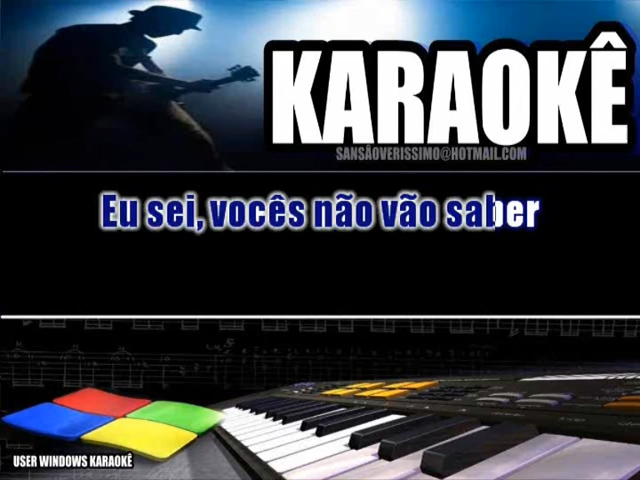 KARAOKÊ
SANSÃOVERISSIMO@HOTMAIL.COM
Eu sei, vocês não vão saber
USER WINDOWS KARAOKÊ